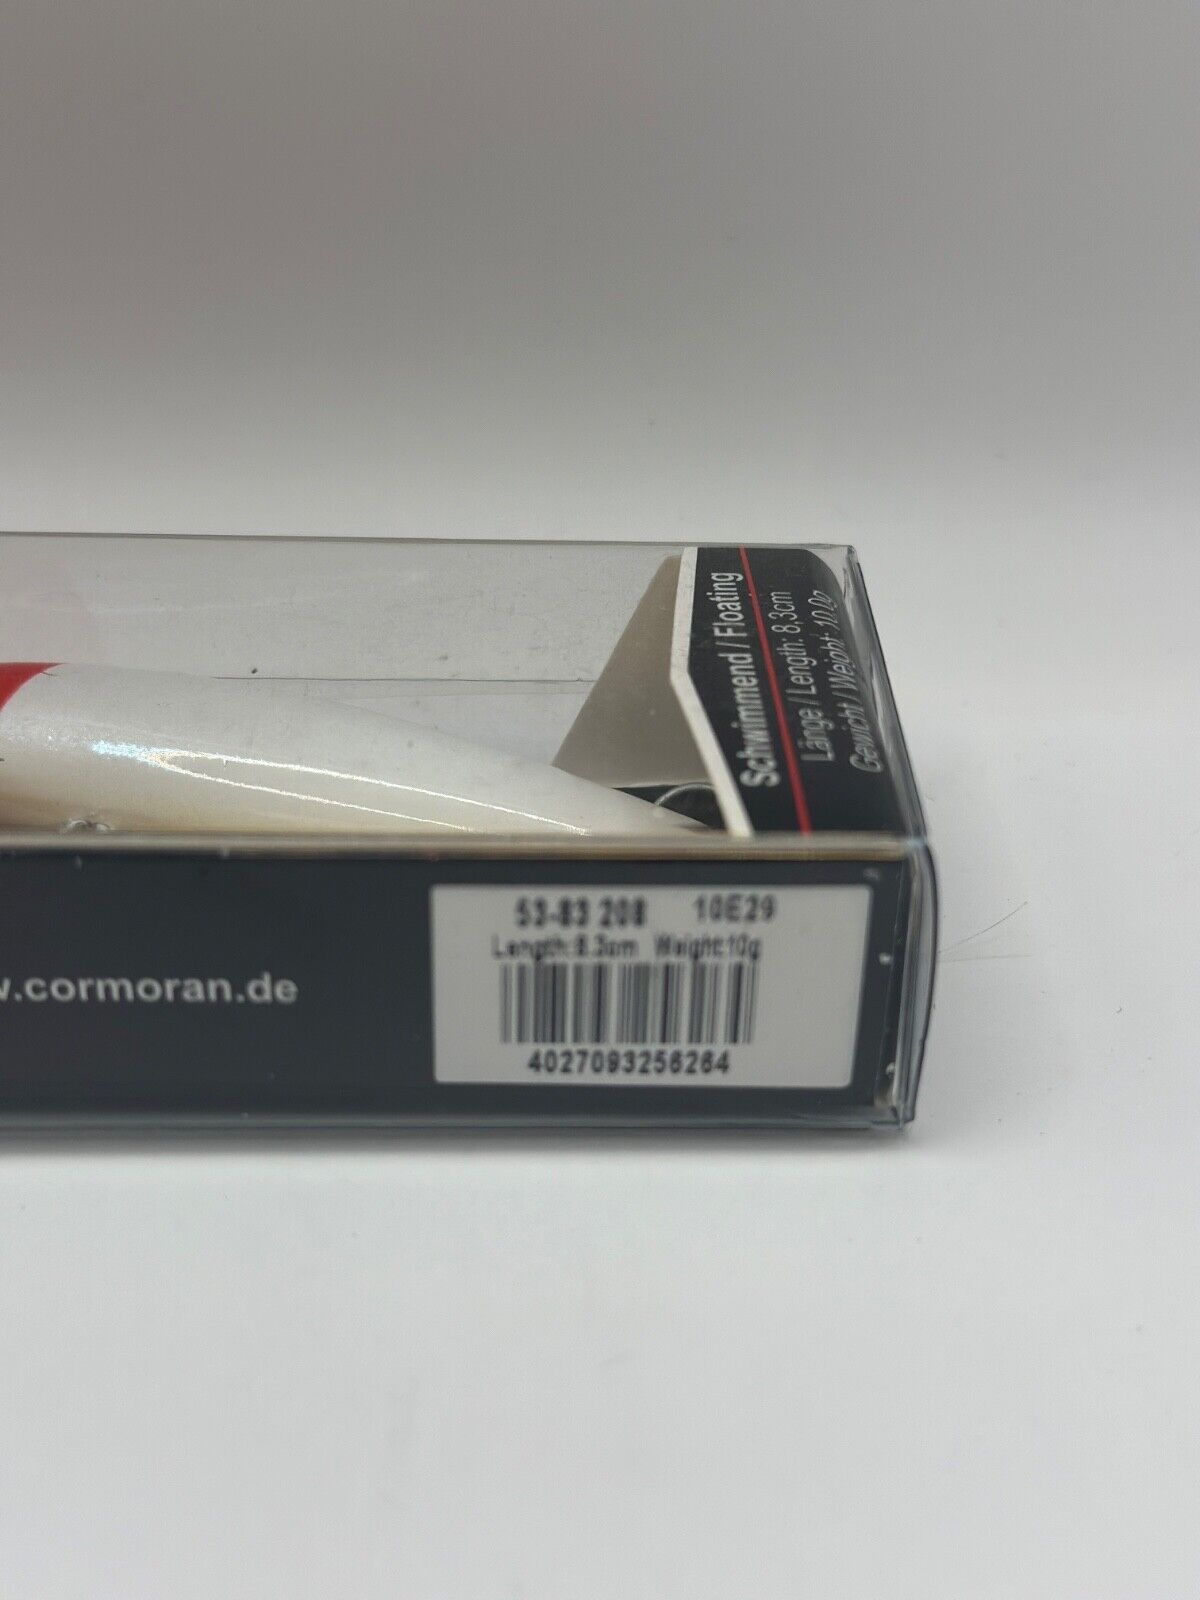 Schwimmend / Floating
Länge / Length: 8,3cm
Gewicht / Weight: 10,0g
53-83 208 10E29
Length:8.3cm Weight:10g
4027093256264
w.cormoran.de